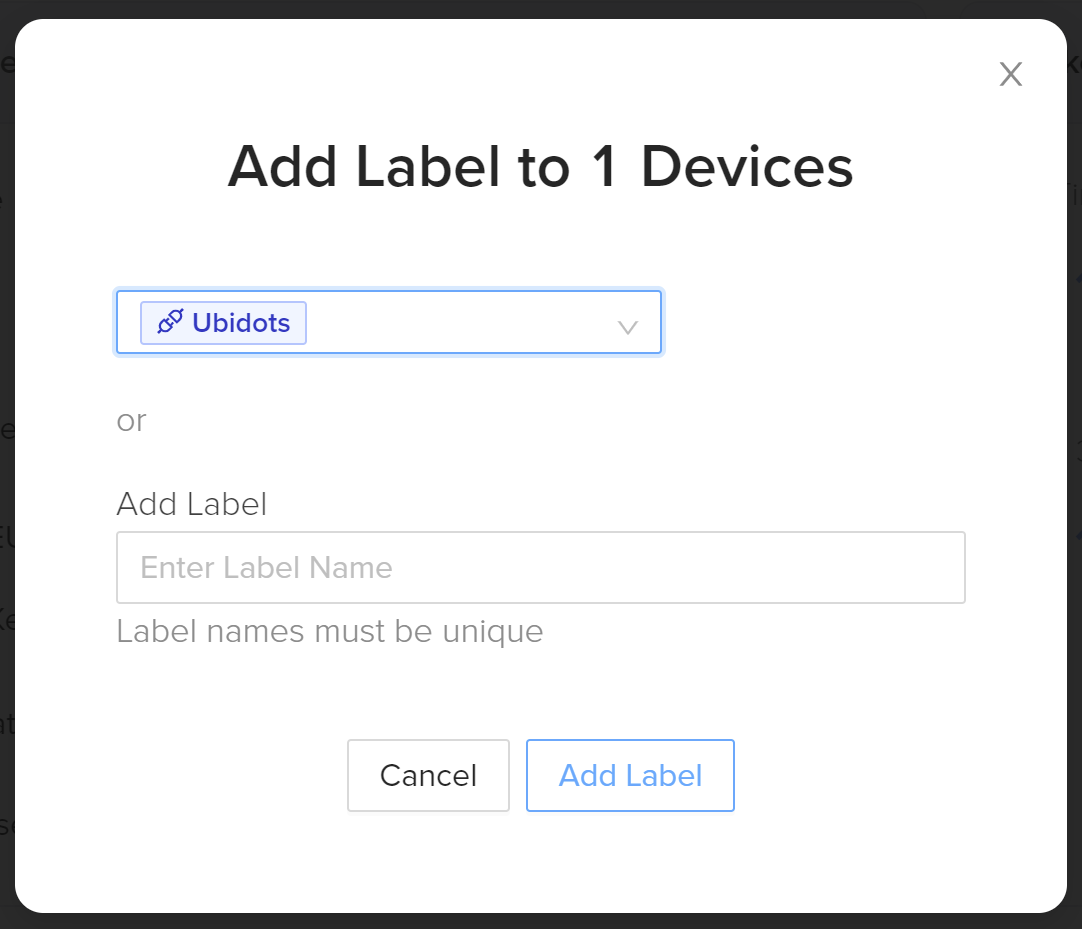 Add Label to 1 Devices
Ubidots
or
Add Label
Enter Label Name
Label names must be unique
Cancel
Add Label